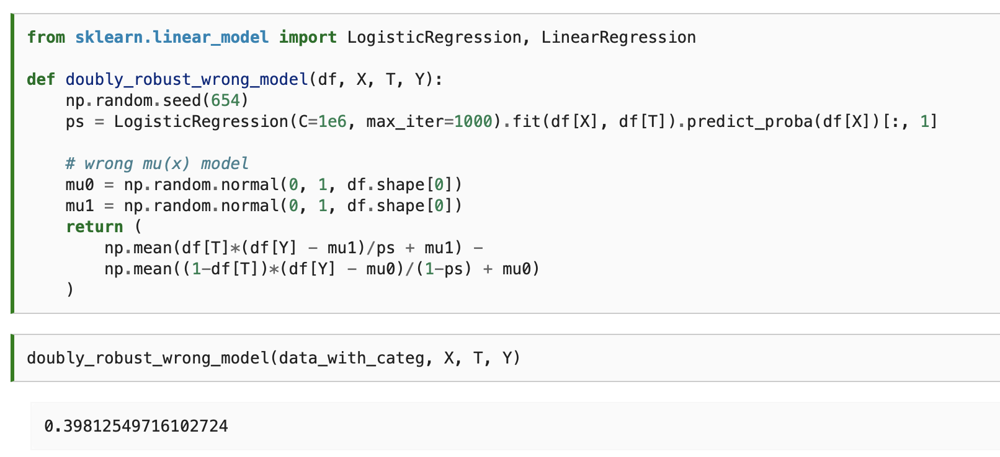 from sklearn.linear_model import LogisticRegression, LinearRegression
def doubly_robust_wrong_model(df, X, T, Y):
    np.random.seed(654)
    ps = LogisticRegression(C=1e6, max_iter=1000).fit(df[X], df[T]).predict_proba(df[X])[:, 1]
    # wrong mu(x) model
    mu0 = np.random.normal(0, 1, df.shape[0])
    mu1 = np.random.normal(0, 1, df.shape[0])
    return (
        np.mean(df[T]*(df[Y] - mu1)/ps + mu1) -
        np.mean((1-df[T])*(df[Y] - mu0)/(1-ps) + mu0)
    )
doubly_robust_wrong_model(data_with_categ, X, T, Y)
0.39812549716102724